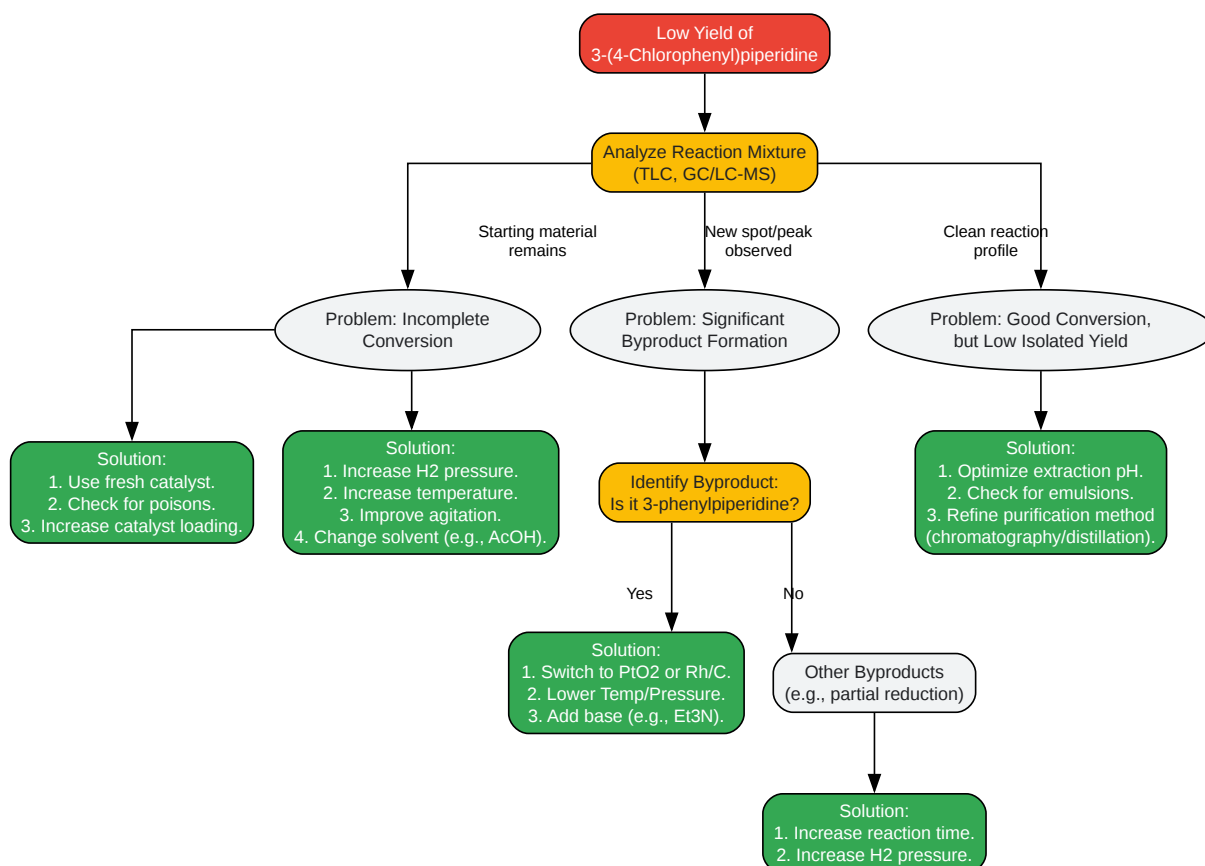 Low Yield of
3-(4-Chlorophenyl)piperidine
Analyze Reaction Mixture
(TLC, GC/LC-MS)
Starting material
remains
New spot/peak
observed
Clean reaction
profile
Problem: Incomplete
Conversion
Problem: Significant
Byproduct Formation
Problem: Good Conversion,
but Low Isolated Yield
Solution:
1. Use fresh catalyst.
2. Check for poisons.
3. Increase catalyst loading.
Solution:
1. Increase H2 pressure.
2. Increase temperature.
3. Improve agitation.
4. Change solvent (e.g., AcOH).
Identify Byproduct:
Is it 3-phenylpiperidine?
Solution:
1. Optimize extraction pH.
2. Check for emulsions.
3. Refine purification method
(chromatography/distillation).
Yes
No
Solution:
1. Switch to PtO2 or Rh/C.
2. Lower Temp/Pressure.
3. Add base (e.g., Et3N).
Other Byproducts
(e.g., partial reduction)
Solution:
1. Increase reaction time.
2. Increase H2 pressure.